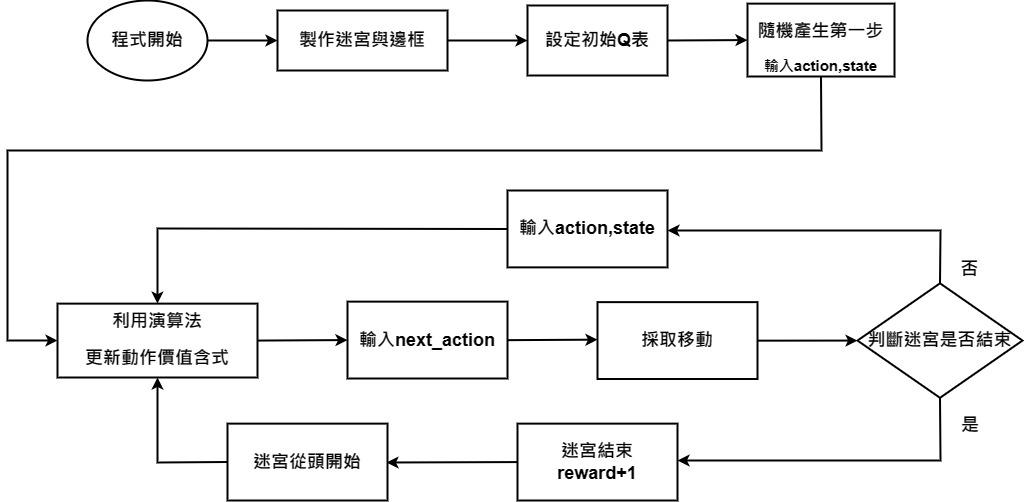 程式開始
製作迷宮與邊框
設定初始Q表
隨機產生第一步
輸入action,state
輸入action,state
否
利用演算法
更新動作價值含式
輸入next_action
採取移動
判斷迷宮是否結束
是
迷宮從頭開始
迷宮結束
reward+1